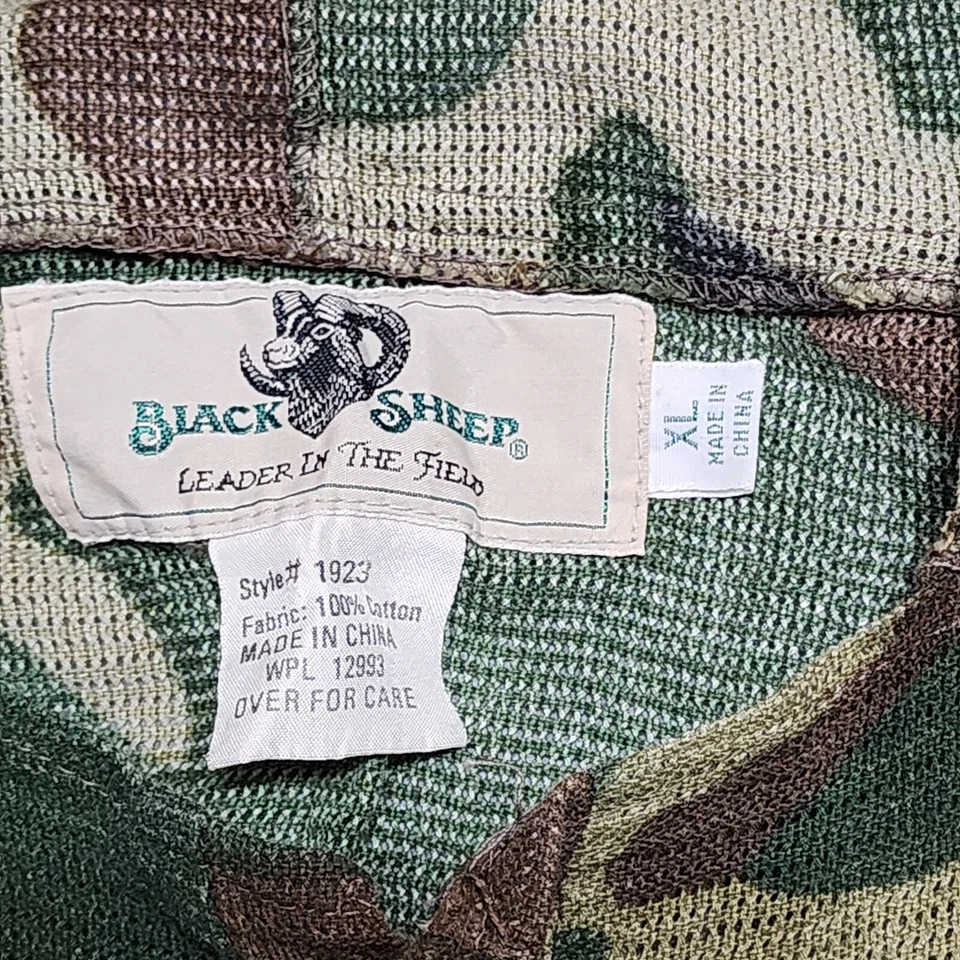 BLACK SHEEP®
LEADER IN THE FIELD
XL
MADE IN
CHINA
Style# 1923
Fabric: 100% Cotton
MADE IN CHINA
WPL 12993
OVER FOR CARE